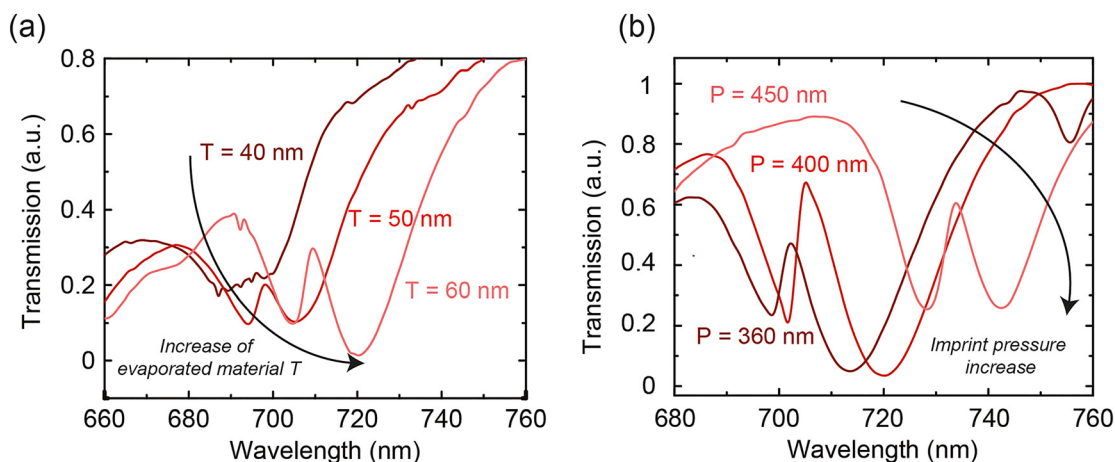 (a)
0.8
0.6
0.4
0.2
0
Transmission (a.u.)
T = 40 nm
T = 50 nm
T = 60 nm
Increase of
evaporated material T
660 680 700 720 740 760
Wavelength (nm)
(b)
1
0.8
0.6
0.4
0.2
0
Transmission (a.u.)
P = 450 nm
P = 400 nm
P = 360 nm
Imprint pressure
increase
680 700 720 740 760
Wavelength (nm)